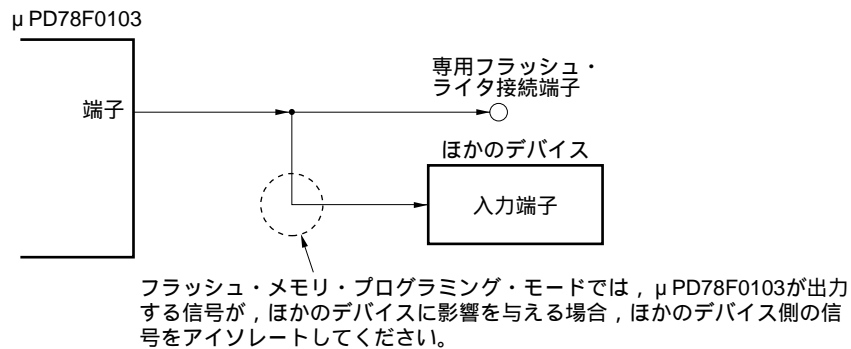 μPD78F0103
専用フラッシュ・
ライタ接続端子
端子
ほかのデバイス
入力端子
フラッシュ・メモリ・プログラミング・モードでは，μPD78F0103が出力
する信号が，ほかのデバイスに影響を与える場合，ほかのデバイス側の信
号をアイソレートしてください。